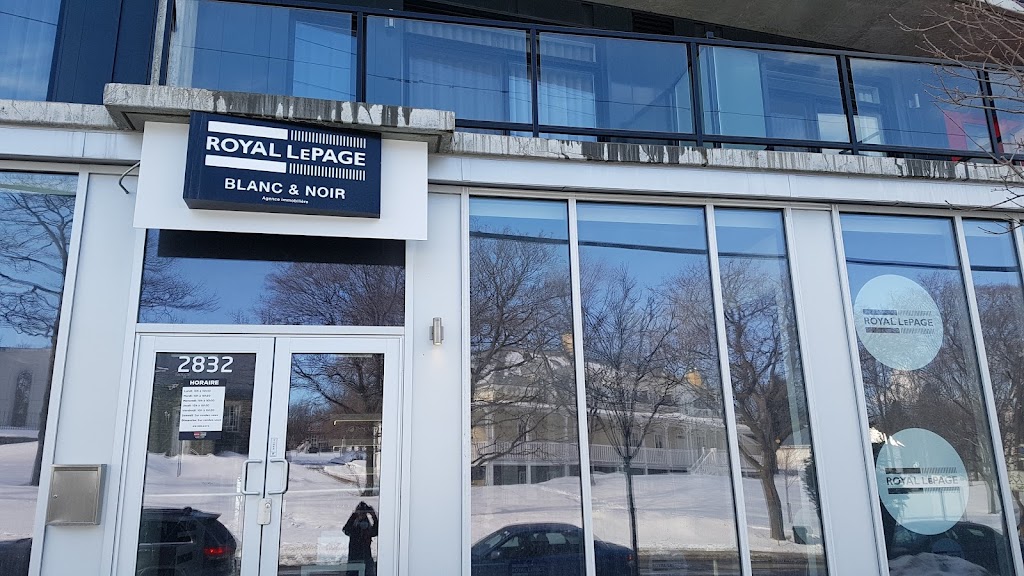 ROYAL LEPAGE
BLANC & NOIR
Agence immobilière
2832
HORAIRE
ROYAL LEPAGE
ROYAL LEPAGE